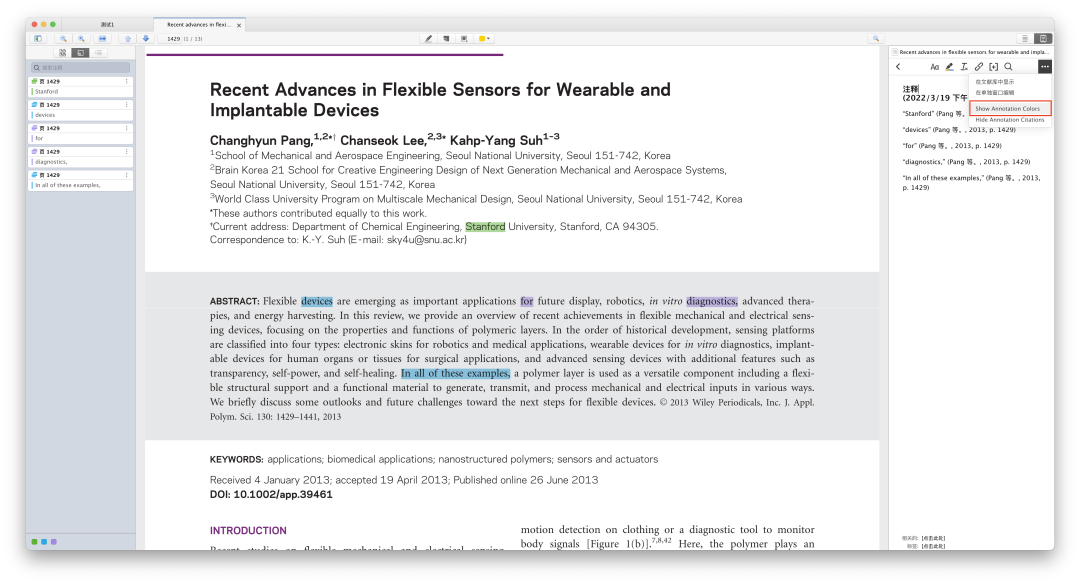 测试1
Recent advances in flexi...
1429 (1 / 13)
Recent advances in flexible sensors for wearable and impla...
搜索注释
页 1429
Stanford
页 1429
devices
页 1429
for
页 1429
diagnostics,
页 1429
In all of these examples,
Recent Advances in Flexible Sensors for Wearable and
Implantable Devices
Changhyun Pang,1,2*† Chanseok Lee,2,3* Kahp-Yang Suh1–3
1School of Mechanical and Aerospace Engineering, Seoul National University, Seoul 151-742, Korea
2Brain Korea 21 School for Creative Engineering Design of Next Generation Mechanical and Aerospace Systems,
Seoul National University, Seoul 151-742, Korea
3World Class University Program on Multiscale Mechanical Design, Seoul National University, Seoul 151-742, Korea
*These authors contributed equally to this work.
†Current address: Department of Chemical Engineering, Stanford University, Stanford, CA 94305.
Correspondence to: K.-Y. Suh (E-mail: sky4u@snu.ac.kr)
ABSTRACT: Flexible devices are emerging as important applications for future display, robotics, in vitro diagnostics, advanced thera-
pies, and energy harvesting. In this review, we provide an overview of recent achievements in flexible mechanical and electrical sens-
ing devices, focusing on the properties and functions of polymeric layers. In the order of historical development, sensing platforms
are classified into four types: electronic skins for robotics and medical applications, wearable devices for in vitro diagnostics, implant-
able devices for human organs or tissues for surgical applications, and advanced sensing devices with additional features such as
transparency, self-power, and self-healing. In all of these examples, a polymer layer is used as a versatile component including a flexi-
ble structural support and a functional material to generate, transmit, and process mechanical and electrical inputs in various ways.
We briefly discuss some outlooks and future challenges toward the next steps for flexible devices. © 2013 Wiley Periodicals, Inc. J. Appl.
Polym. Sci. 130: 1429–1441, 2013
KEYWORDS: applications; biomedical applications; nanostructured polymers; sensors and actuators
Received 4 January 2013; accepted 19 April 2013; Published online 26 June 2013
DOI: 10.1002/app.39461
INTRODUCTION
Recent studies on flexible mechanical and electrical sensing
motion detection on clothing or a diagnostic tool to monitor
body signals [Figure 1(b)].7,8,42 Here, the polymer plays an
Aa
在文献库中显示
在单独窗口编辑
Show Annotation Colors
Hide Annotation Citations
注释
(2022/3/19 下午
“Stanford” (Pang 等。
“devices” (Pang 等。, 2013, p. 1429)
“for” (Pang 等。, 2013, p. 1429)
“diagnostics,” (Pang 等。, 2013, p. 1429)
“In all of these examples,” (Pang 等。, 2013,
p. 1429)
相关的: [点击此处]
标签: [点击此处]